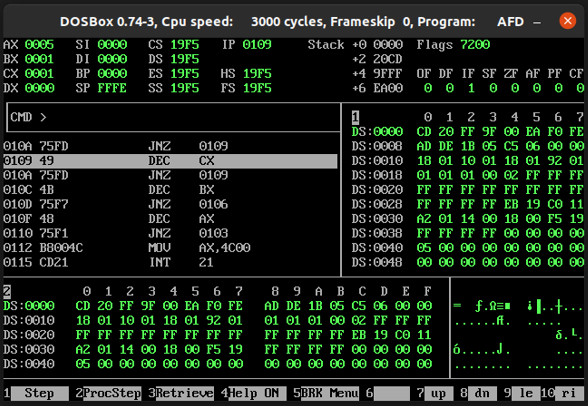 DOSBox 0.74-3, Cpu speed: 3000 cycles, Frameskip 0, Program: AFD
AX 0005 SI 0000 CS 19F5 IP 0109 Stack +0 0000 Flags 7200
BX 0001 DI 0000 DS 19F5 +2 20CD
CX 0001 BP 0000 ES 19F5 HS 19F5 +4 9FFF OF DF IF SF ZF AF PF CF
DX 0000 SP FFFE SS 19F5 FS 19F5 +6 EA00 0 0 1 0 0 0 0 0
CMD >
010A 75FD JNZ 0109
0109 49 DEC CX
010A 75FD JNZ 0109
010C 4B DEC BX
010D 75F7 JNZ 0106
010F 48 DEC AX
0110 75F1 JNZ 0103
0112 B8004C MOV AX,4C00
0115 CD21 INT 21
1 0 1 2 3 4 5 6 7
DS:0000 CD 20 FF 9F 00 EA F0 FE
DS:0008 AD DE 1B 05 C5 06 00 00
DS:0010 18 01 10 01 18 01 92 01
DS:0018 01 01 01 00 02 FF FF FF
DS:0020 FF FF FF FF FF FF FF FF
DS:0028 FF FF FF FF EB 19 C0 11
DS:0030 A2 01 14 00 18 00 F5 19
DS:0038 FF FF FF FF 00 00 00 00
DS:0040 05 00 00 00 00 00 00 00
DS:0048 00 00 00 00 00 00 00 00
2 0 1 2 3 4 5 6 7 8 9 A B C D E F
DS:0000 CD 20 FF 9F 00 EA F0 FE AD DE 1B 05 C5 06 00 00
DS:0010 18 01 10 01 18 01 92 01 01 01 01 00 02 FF FF FF
DS:0020 FF FF FF FF FF FF FF FF FF FF FF FF EB 19 C0 11
DS:0030 A2 01 14 00 18 00 F5 19 FF FF FF FF 00 00 00 00
DS:0040 05 00 00 00 00 00 00 00 00 00 00 00 00 00 00 00
═ ƒ.Ω≡■ ¡▐..┼...
......Æ. ....
δ.└.
ó.....⌡. ....
........ ........
1 Step 2 ProcStep 3 Retrieve 4 Help ON 5 BRK Menu 6 7 up 8 dn 9 le 10 ri